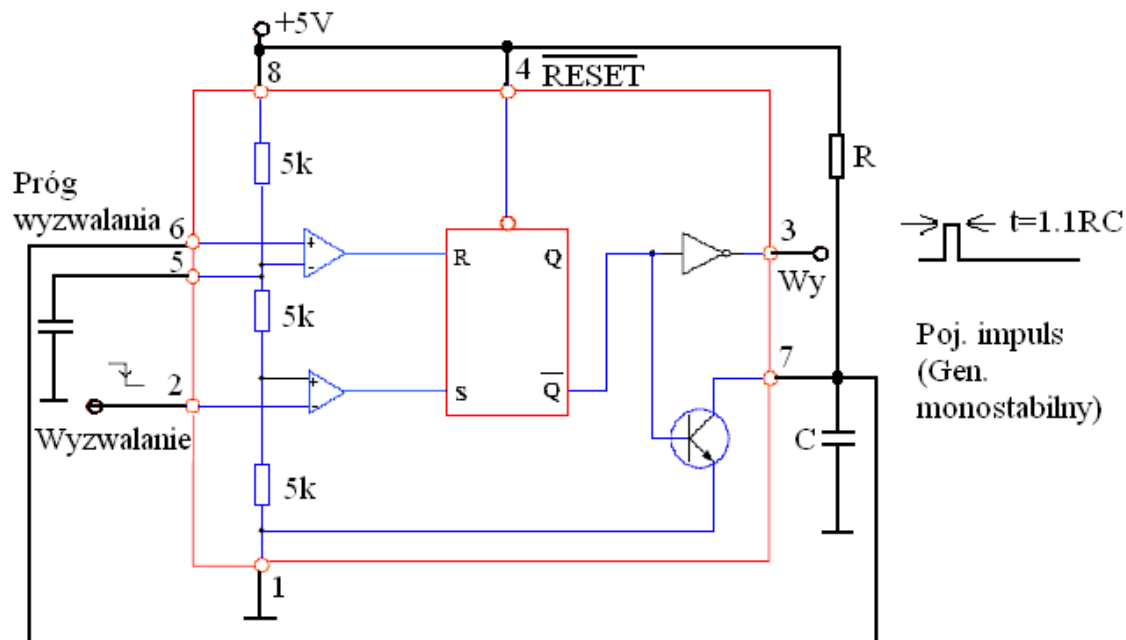 +5V
8
4
RESET
5k
R
Próg
wyzwalania
6
5
R
Q
3
Wy
t=1.1RC
5k
Poj. impuls
(Gen.
monostabilny)
7
2
S
Q
Wyzwalanie
C
5k
1